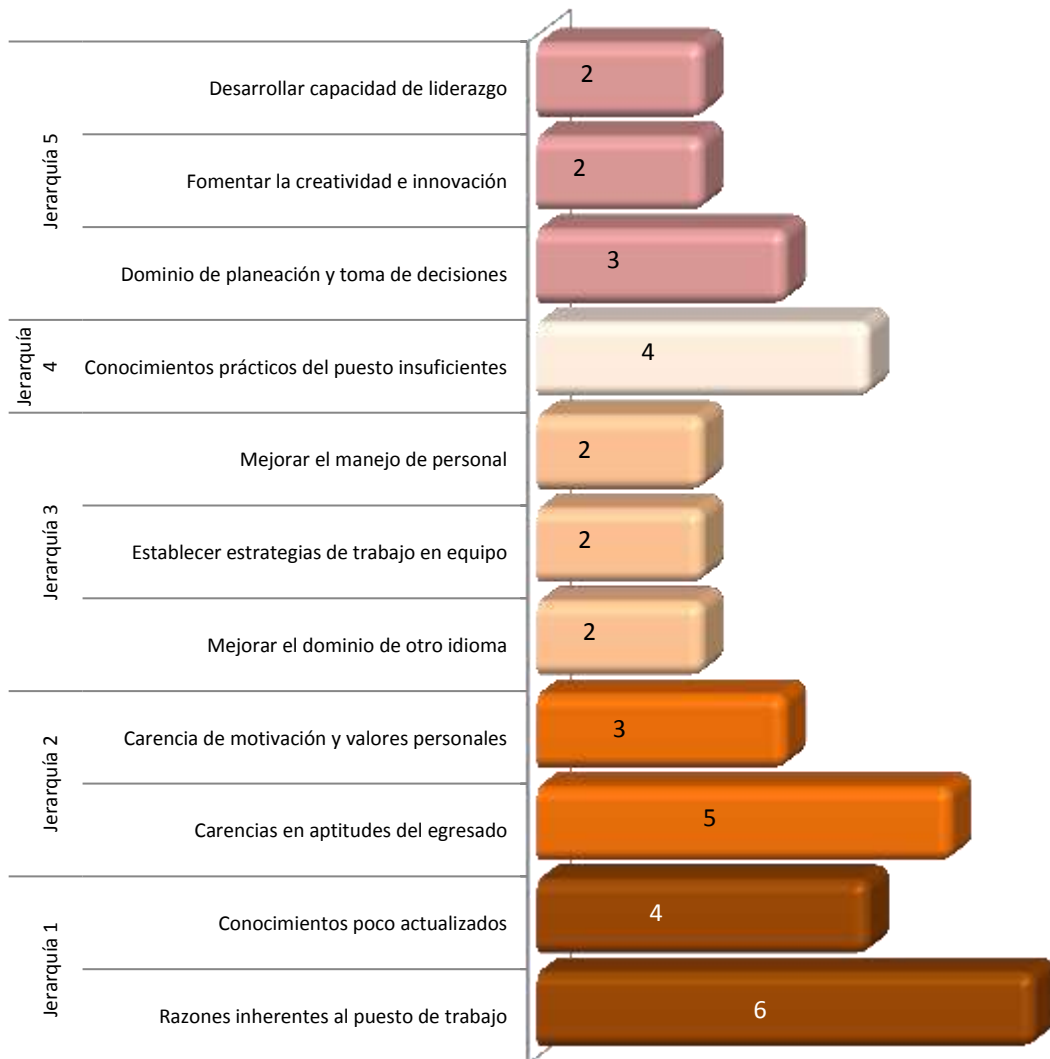 Jerarquía 5
Desarrollar capacidad de liderazgo
2
Fomentar la creatividad e innovación
2
Dominio de planeación y toma de decisiones
3
Jerarquía
4
Conocimientos prácticos del puesto insuficientes
4
Jerarquía 3
Mejorar el manejo de personal
2
Establecer estrategias de trabajo en equipo
2
Mejorar el dominio de otro idioma
2
Jerarquía 2
Carencia de motivación y valores personales
3
Carencias en aptitudes del egresado
5
Jerarquía 1
Conocimientos poco actualizados
4
Razones inherentes al puesto de trabajo
6